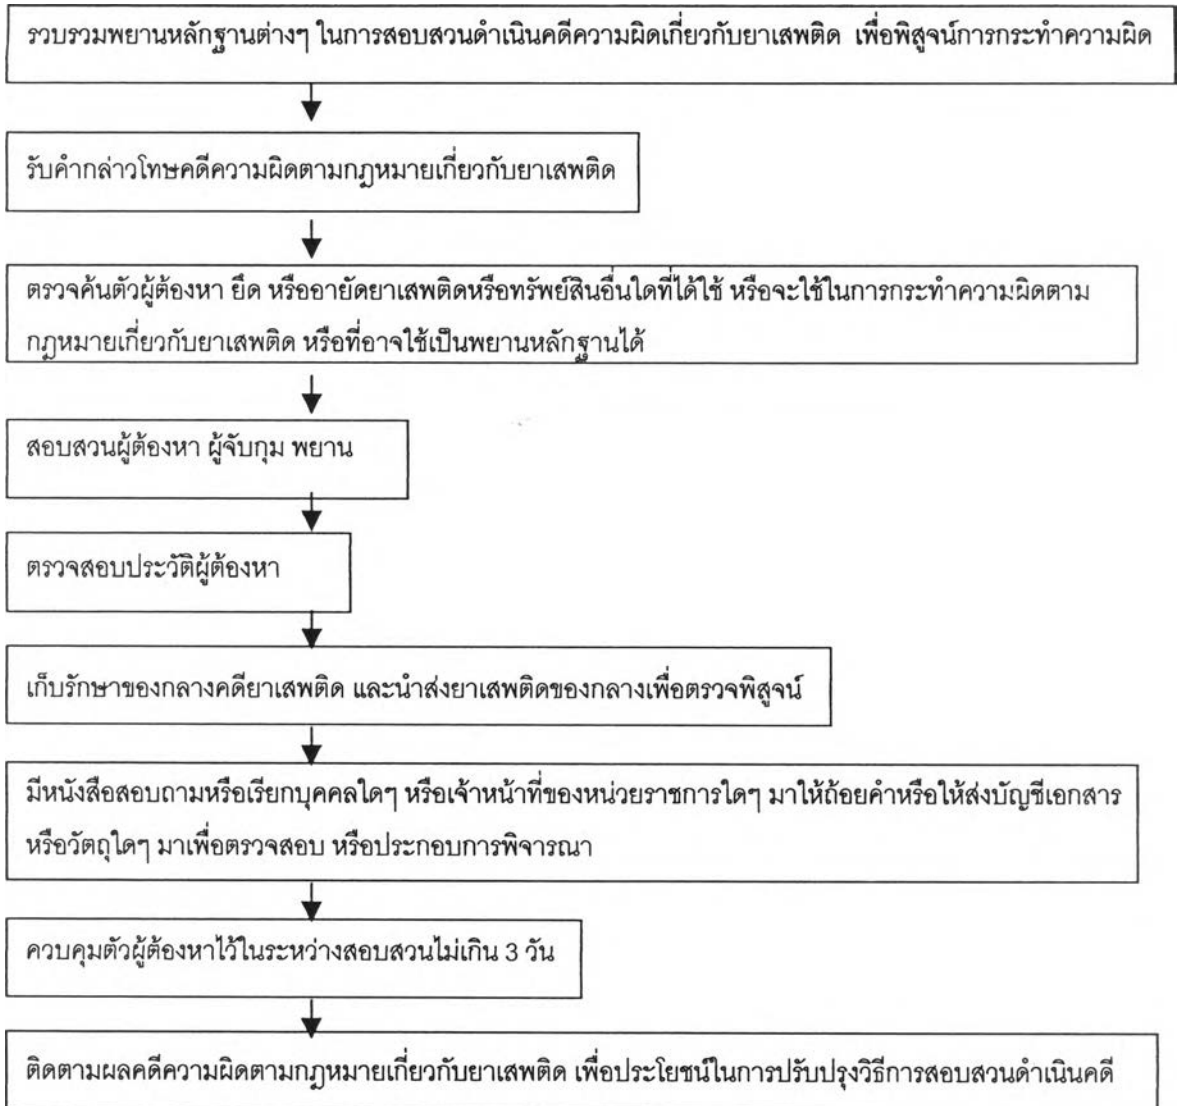 รวบรวมพยานหลักฐานต่างๆ ในการสอบสวนดำเนินคดีความผิดเกี่ยวกับยาเสพติด เพื่อพิสูจน์การกระทำความผิด
รับคำกล่าวโทษคดีความผิดตามกฎหมายเกี่ยวกับยาเสพติด
ตรวจค้นตัวผู้ต้องหา ยึด หรืออายัดยาเสพติดหรือทรัพย์สินอื่นใดที่ได้ใช้ หรือจะใช้ในการกระทำความผิดตาม
กฎหมายเกี่ยวกับยาเสพติด หรือที่อาจใช้เป็นพยานหลักฐานได้
สอบสวนผู้ต้องหา ผู้จับกุม พยาน
ตรวจสอบประวัติผู้ต้องหา
เก็บรักษาของกลางคดียาเสพติด และนำส่งยาเสพติดของกลางเพื่อตรวจพิสูจน์
มีหนังสือสอบถามหรือเรียกบุคคลใดๆ หรือเจ้าหน้าที่ของหน่วยราชการใดๆ มาให้ถ้อยคำหรือให้ส่งบัญชีเอกสาร
หรือวัตถุใดๆ มาเพื่อตรวจสอบ หรือประกอบการพิจารณา
ควบคุมตัวผู้ต้องหาไว้ในระหว่างสอบสวนไม่เกิน 3 วัน
ติดตามผลคดีความผิดตามกฎหมายเกี่ยวกับยาเสพติด เพื่อประโยชน์ในการปรับปรุงวิธีการสอบสวนดำเนินคดี